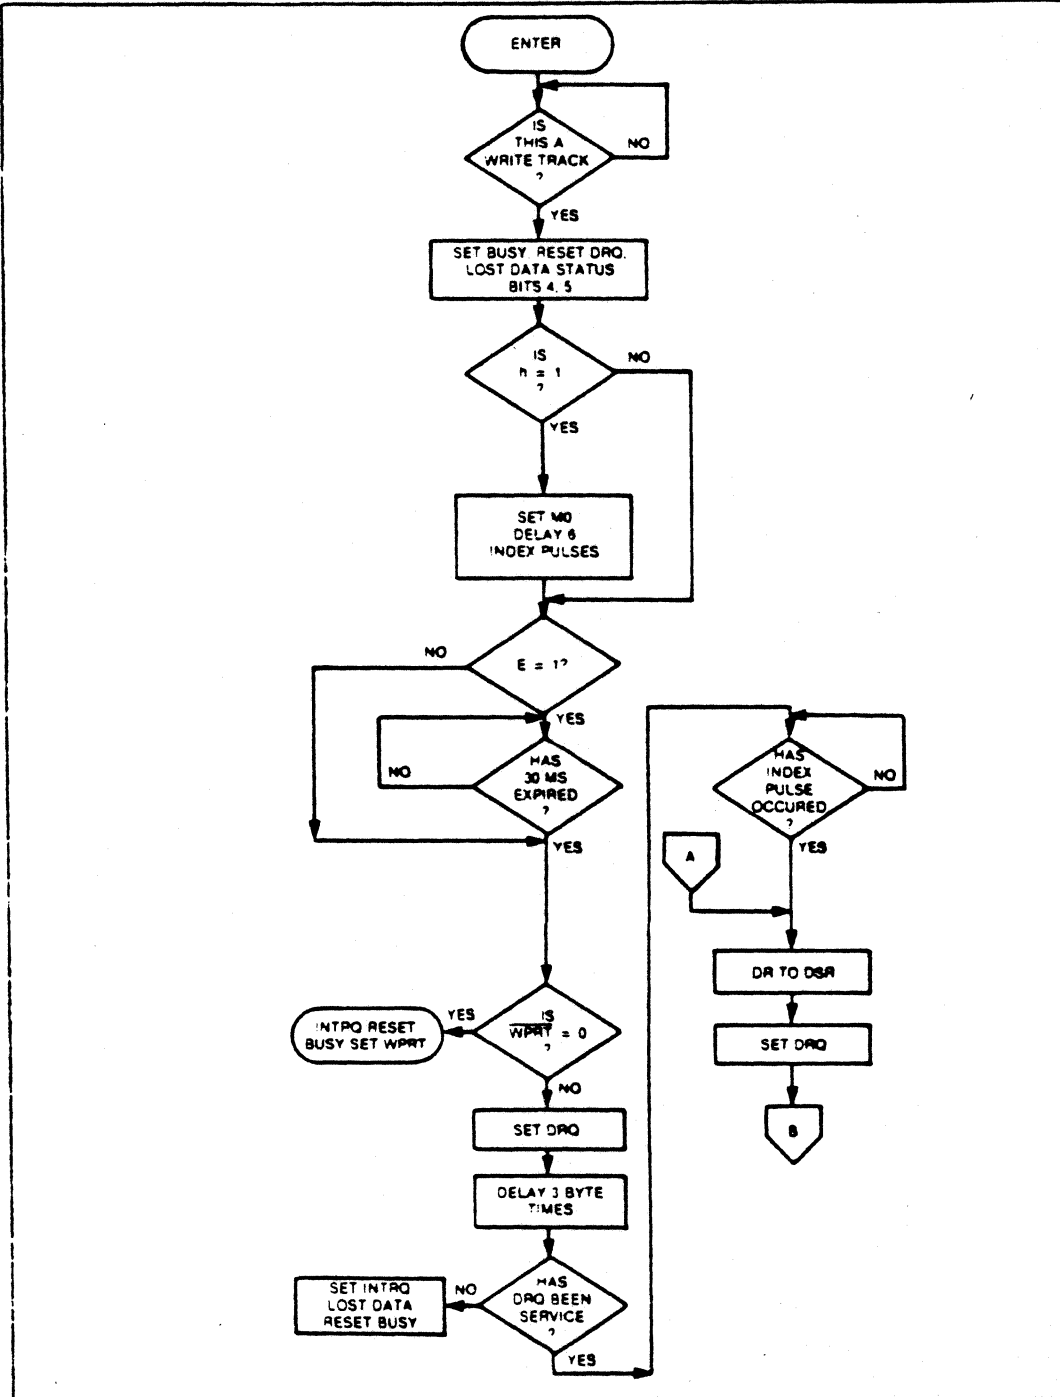 ENTER
IS
THIS A
WRITE TRACK
?
NO
YES
SET BUSY, RESET DRQ,
LOST DATA STATUS
BITS 4, 5
IS
h = 1
?
NO
YES
SET MO
DELAY 6
INDEX PULSES
E = 1?
NO
YES
HAS
30 MS
EXPIRED
?
NO
YES
IS
WPRT = 0
?
YES
INTRQ RESET
BUSY SET WPRT
NO
SET DRQ
DELAY 3 BYTE
TIMES
HAS
DRQ BEEN
SERVICE
?
NO
SET INTRQ
LOST DATA
RESET BUSY
YES
HAS
INDEX
PULSE
OCCURED
?
NO
YES
A
DR TO DSR
SET DRQ
B